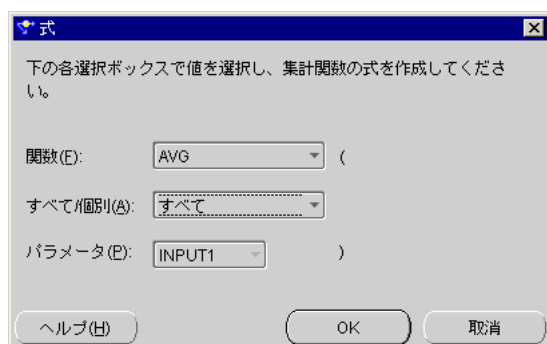 式
下の各選択ボックスで値を選択し、集計関数の式を作成してくださ
い。
関数(F): AVG (
すべて/個別(A): すべて
パラメータ(P): INPUT1 )
ヘルプ(H) OK 取消